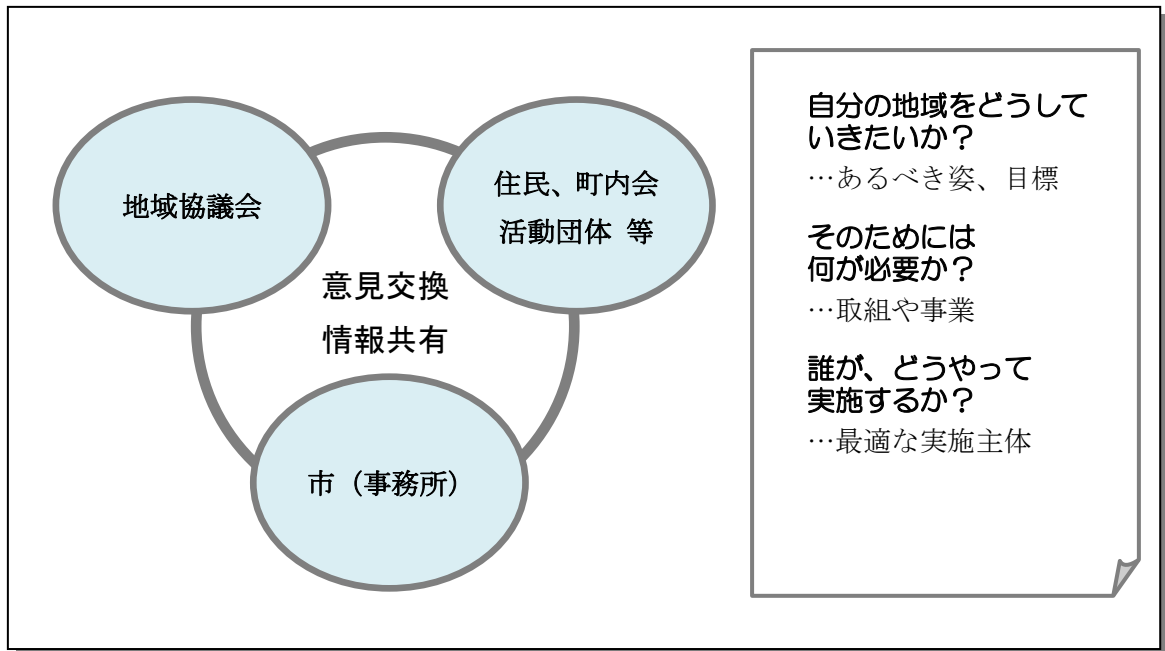 地域協議会
住民、町内会
活動団体 等
意見交換
情報共有
市（事務所）
自分の地域をどうして
いきたいか？
…あるべき姿、目標
そのためには
何が必要か？
…取組や事業
誰が、どうやって
実施するか？
…最適な実施主体